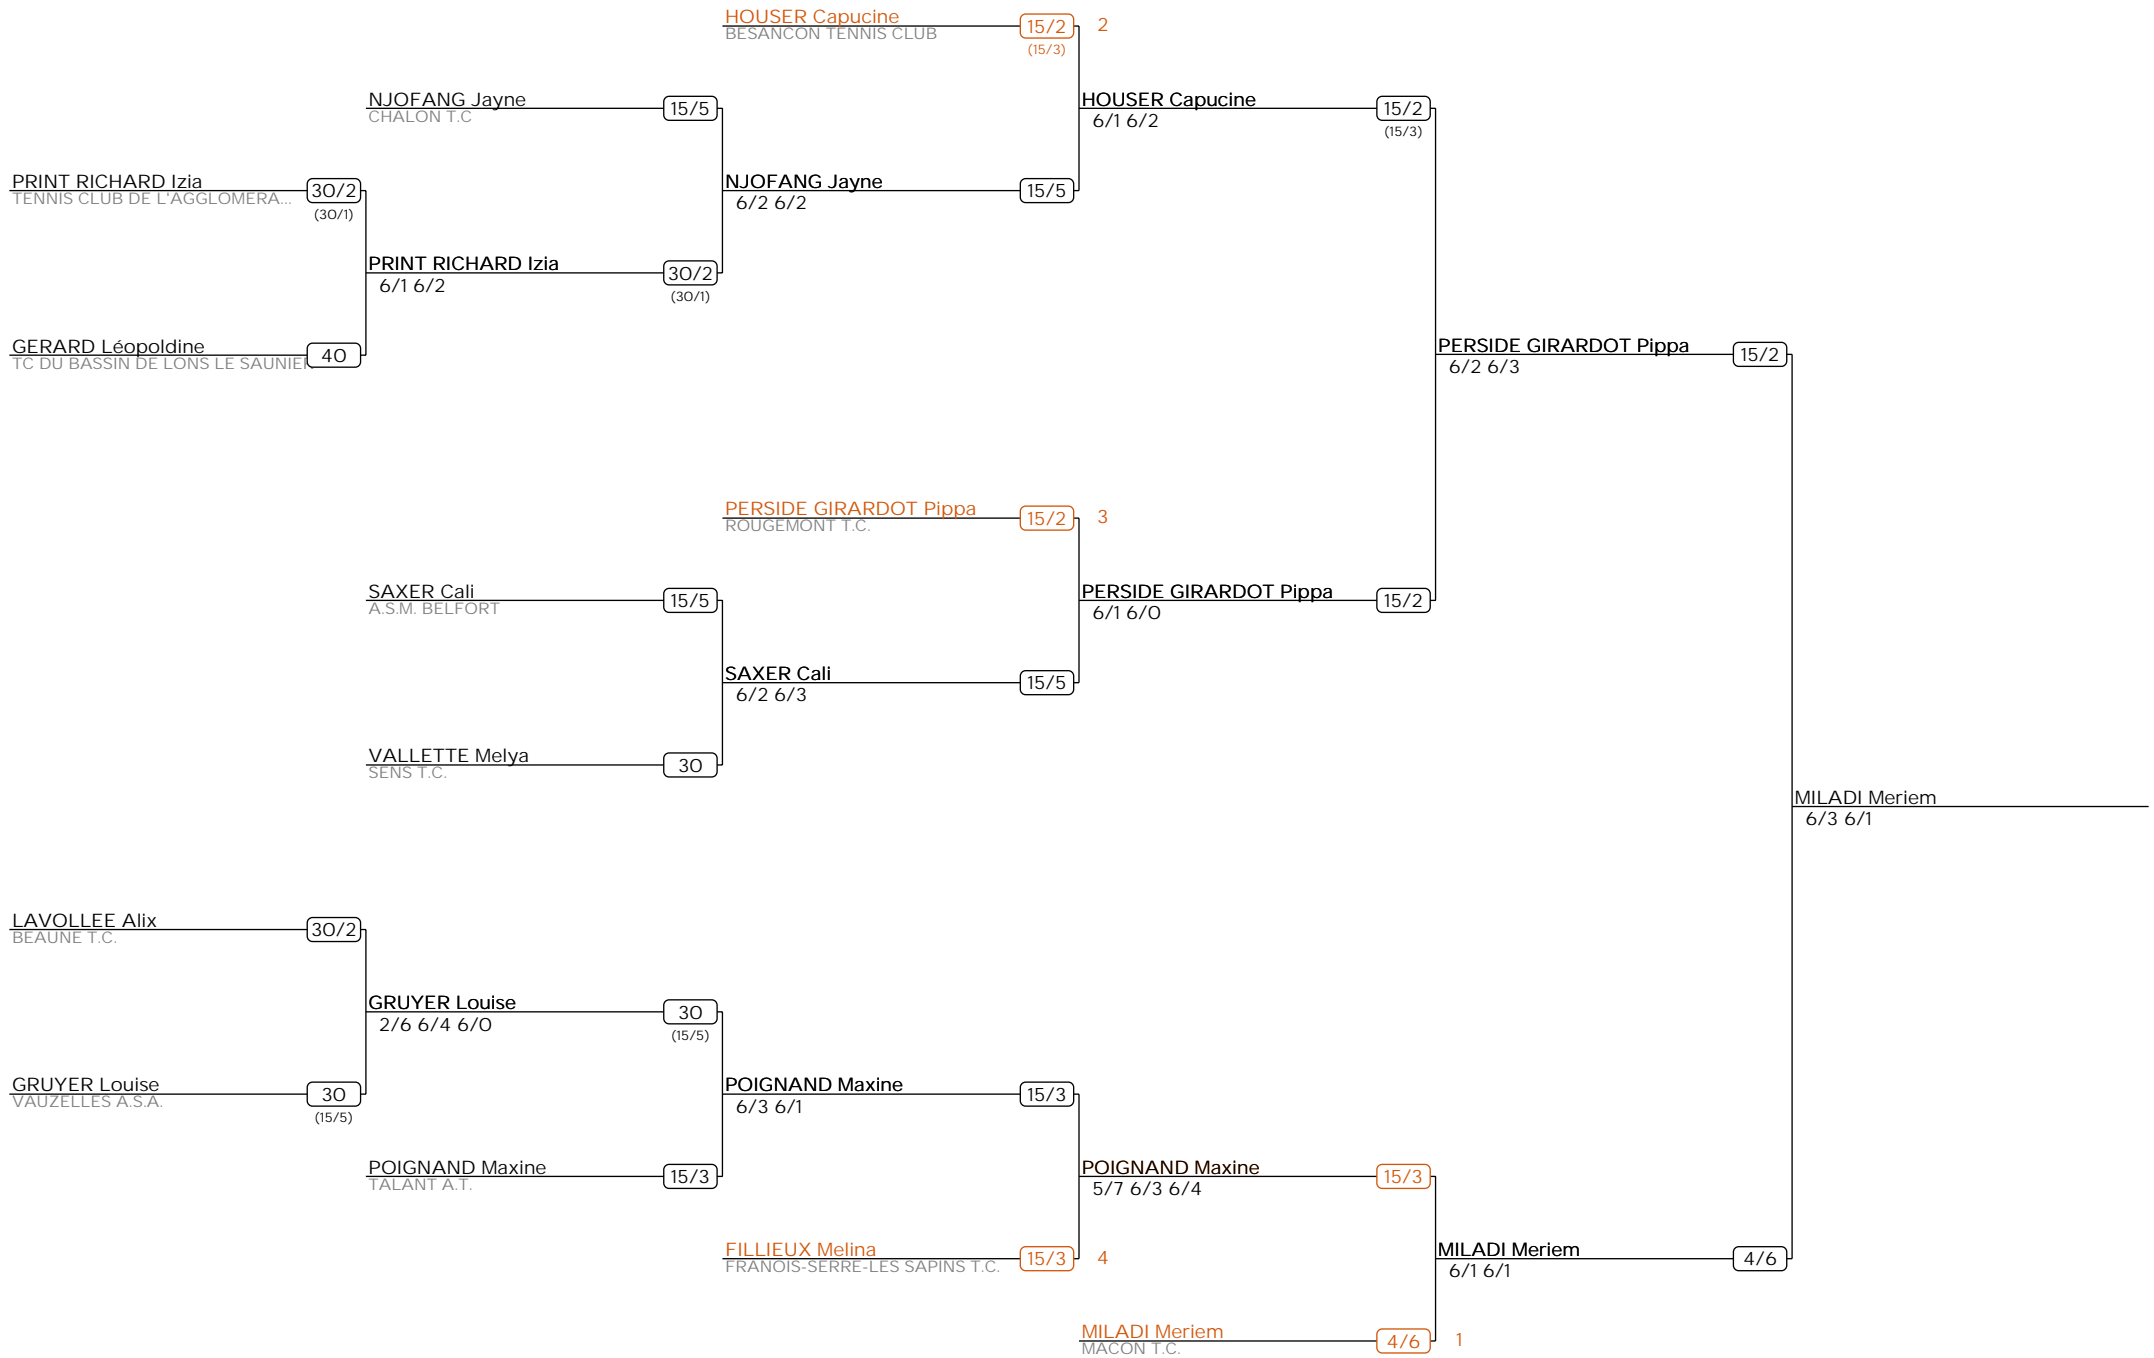 HOUSER Capucine
15/2
2
BESANCON TENNIS CLUB
(15/3)
NJOFANG Jayne
15/5
CHALON T.C
HOUSER Capucine
15/2
6/1 6/2
(15/3)
PRINT RICHARD Izia
30/2
TENNIS CLUB DE L'AGGLOMERA...
(30/1)
NJOFANG Jayne
15/5
6/2 6/2
PRINT RICHARD Izia
30/2
6/1 6/2
(30/1)
GERARD Léopoldine
40
TC DU BASSIN DE LONS LE SAUNIER
PERSIDE GIRARDOT Pippa
15/2
6/2 6/3
PERSIDE GIRARDOT Pippa
15/2
3
ROUGEMONT T.C.
SAXER Cali
15/5
A.S.M. BELFORT
PERSIDE GIRARDOT Pippa
15/2
6/1 6/0
SAXER Cali
15/5
6/2 6/3
VALLETTE Melya
30
SENS T.C.
MILADI Meriem
6/3 6/1
LAVOLLEE Alix
30/2
BEAUNE T.C.
GRUYER Louise
30
2/6 6/4 6/0
(15/5)
GRUYER Louise
30
VAUZELLES A.S.A.
(15/5)
POIGNAND Maxine
15/3
6/3 6/1
POIGNAND Maxine
15/3
TALANT A.T.
POIGNAND Maxine
15/3
5/7 6/3 6/4
FILLIEUX Melina
15/3
4
FRANOIS-SERRE-LES SAPINS T.C.
MILADI Meriem
4/6
6/1 6/1
MILADI Meriem
4/6
1
MACON T.C.